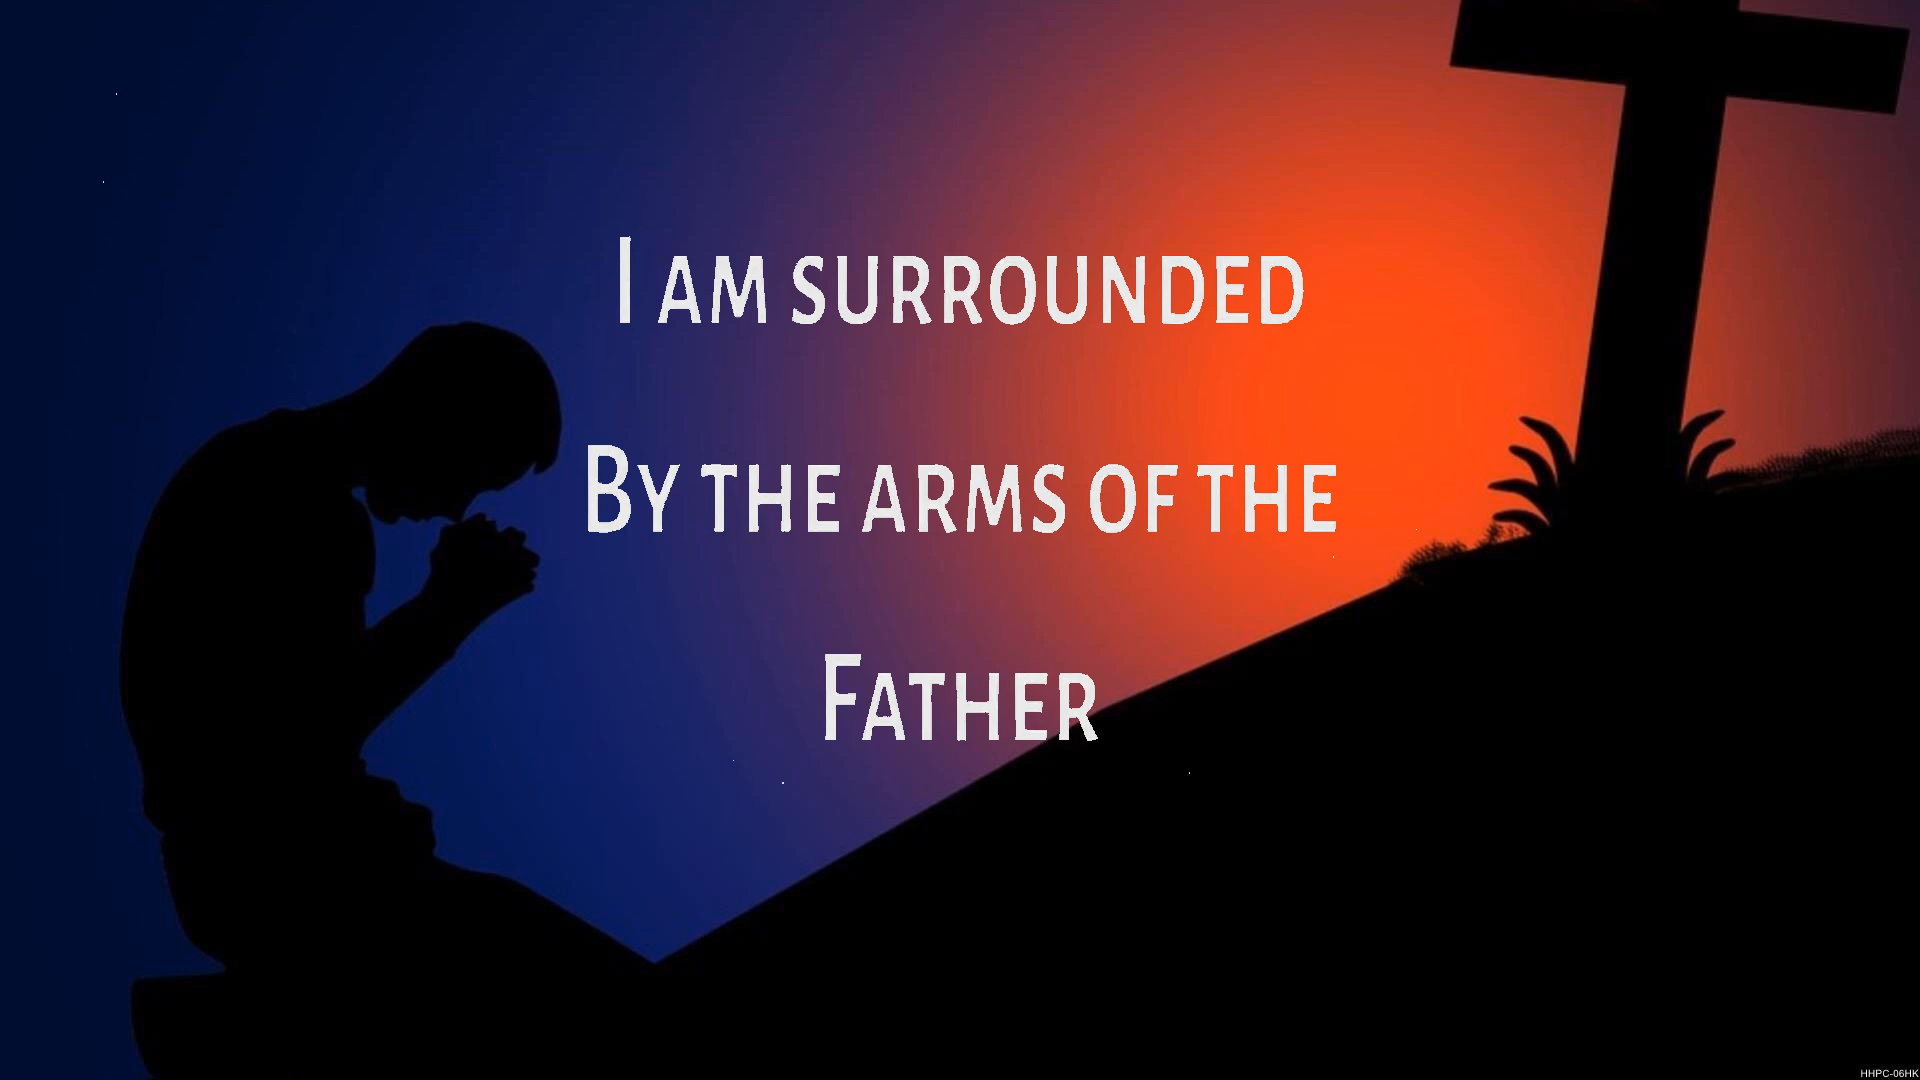 I am surrounded
By the arms of the
Father
HHPC-06HK